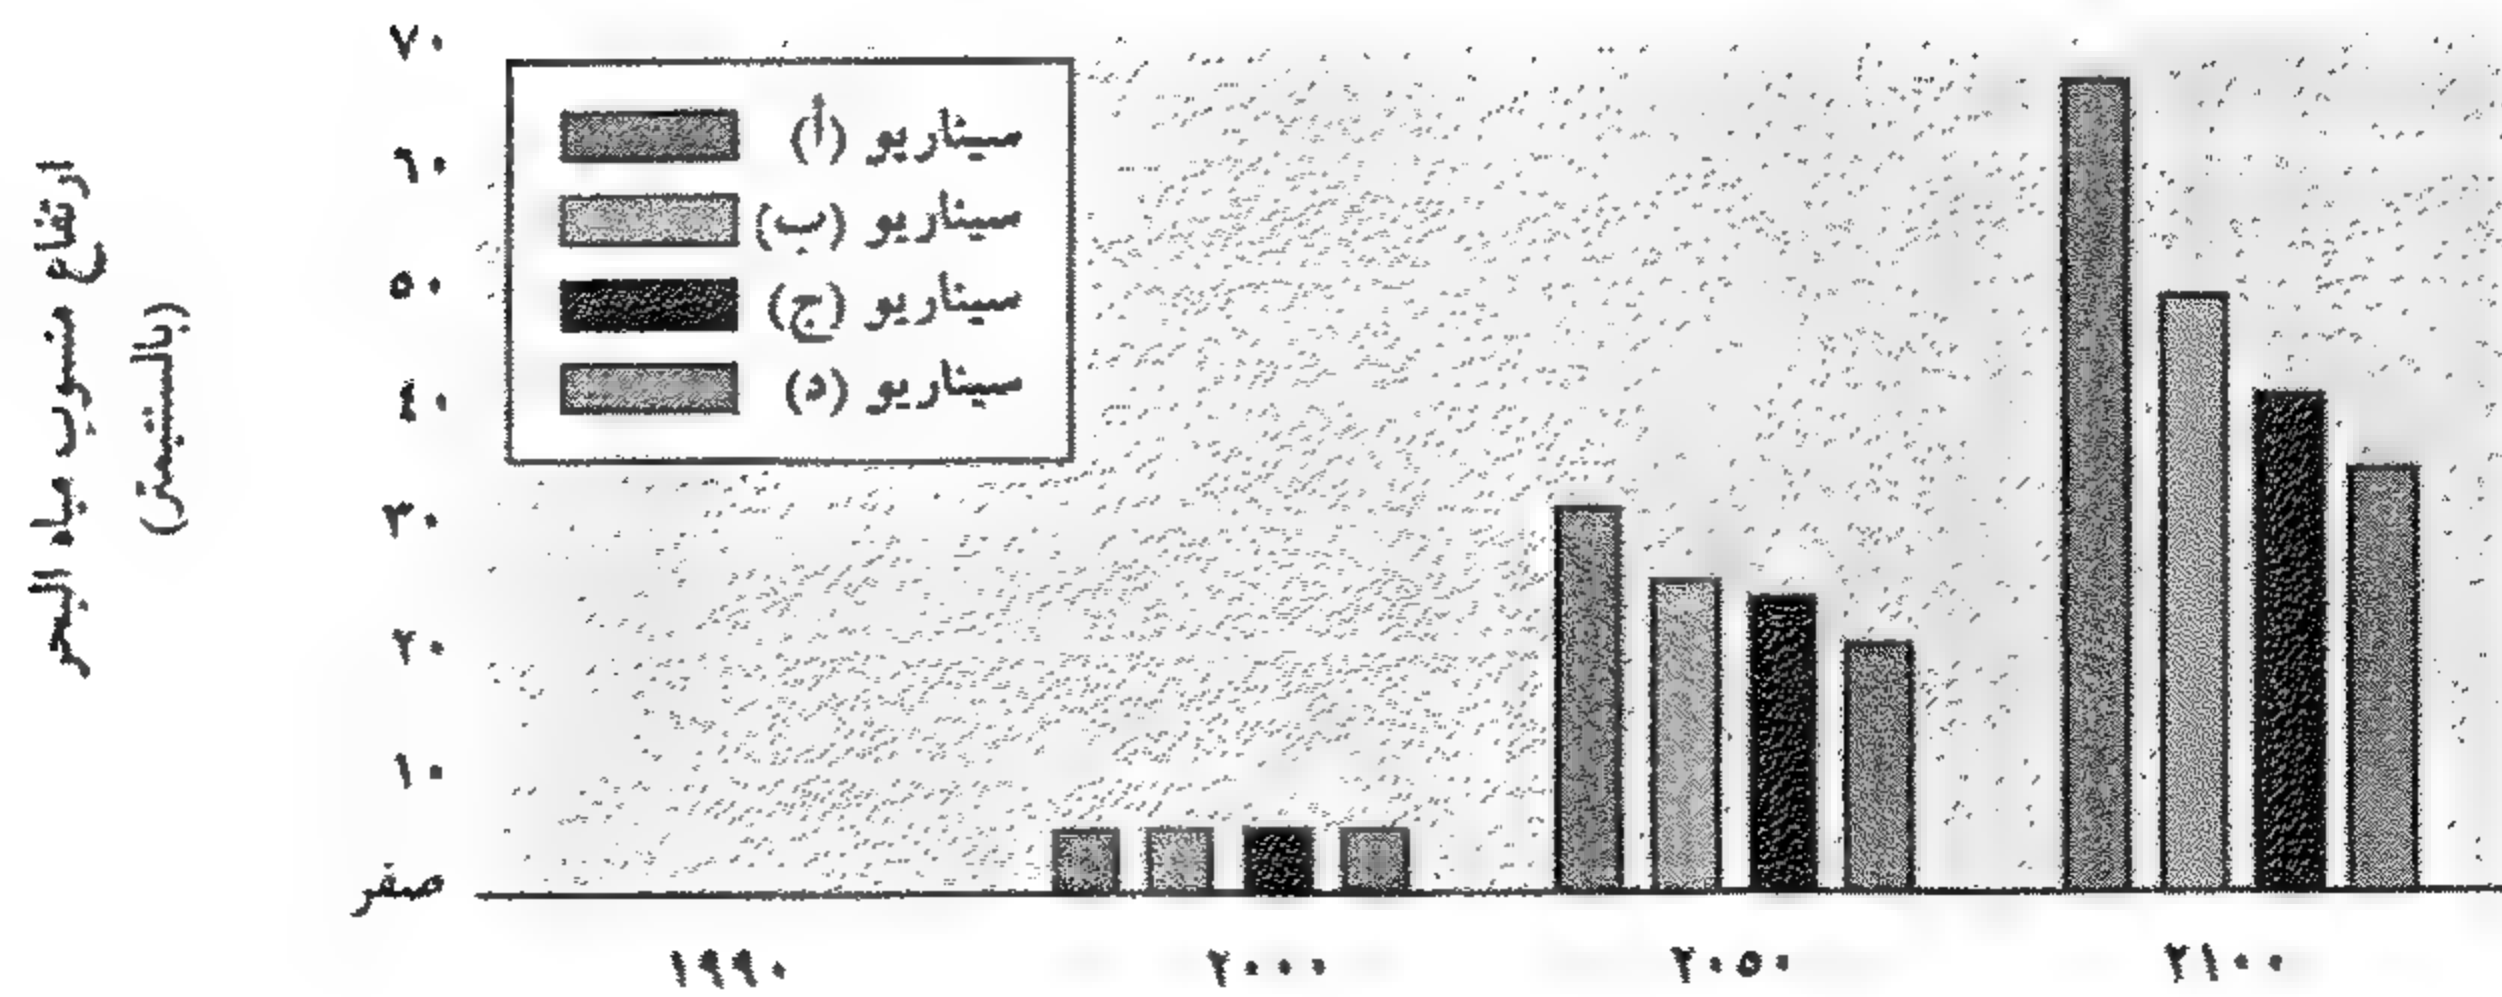 ارتفاع منسوب مياه البحر
(بالسنتيمتر)
٧٠
٦٠
٥٠
٤٠
٣٠
٢٠
١٠
صفر
سيناريو (أ)
سيناريو (ب)
سيناريو (ج)
سيناريو (د)
١٩٩٠ ٢٠٠٠ ٢٠٥٠ ٢١٠٠